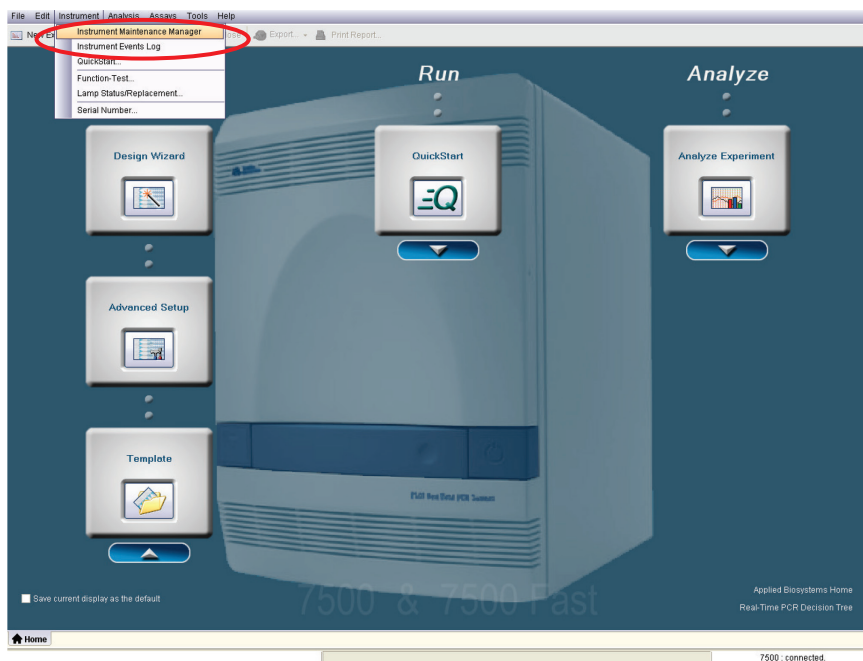 File Edit Instrument Analysis Assays Tools Help
Instrument Maintenance Manager
Export... Print Report...
Instrument Events Log
QuickStart...
Function-Test...
Lamp Status/Replacement...
Serial Number...
Run
Analyze
Design Wizard
QuickStart
Analyze Experiment
Advanced Setup
Template
7500 & 7500 Fast
Save current display as the default
Applied Biosystems Home
Real-Time PCR Decision Tree
Home
7500 : connected.